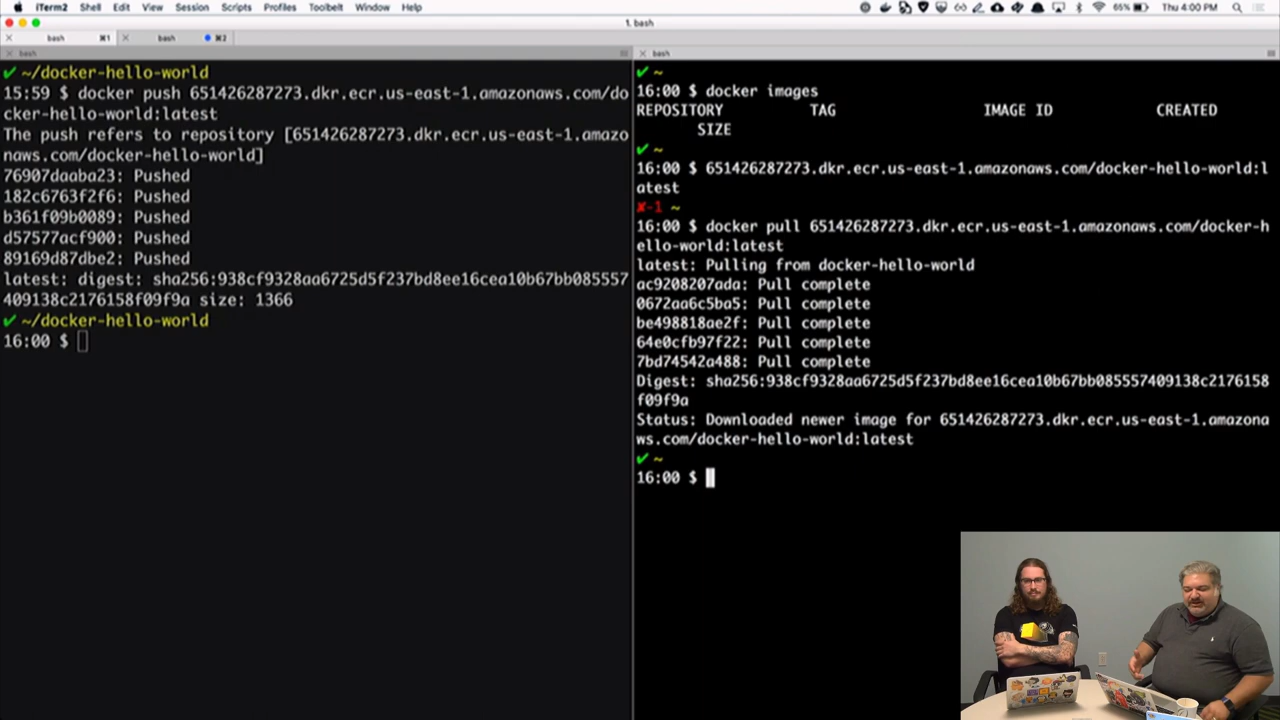 iTerm2 Shell Edit View Session Scripts Profiles Toolbelt Window Help 65% Thu 4:00 PM
1. bash
bash ⌘1 bash ⌘2
bash
✔ ~/docker-hello-world
15:59 $ docker push 651426287273.dkr.ecr.us-east-1.amazonaws.com/do
cker-hello-world:latest
The push refers to repository [651426287273.dkr.ecr.us-east-1.amazo
naws.com/docker-hello-world]
76907daaba23: Pushed
182c6763f2f6: Pushed
b361f09b0089: Pushed
d57577acf900: Pushed
89169d87dbe2: Pushed
latest: digest: sha256:938cf9328aa6725d5f237bd8ee16cea10b67bb085557
409138c2176158f09f9a size: 1366
✔ ~/docker-hello-world
16:00 $
bash
✔ ~
16:00 $ docker images
REPOSITORY TAG IMAGE ID CREATED
SIZE
✔ ~
16:00 $ 651426287273.dkr.ecr.us-east-1.amazonaws.com/docker-hello-world:l
atest
✘-1 ~
16:00 $ docker pull 651426287273.dkr.ecr.us-east-1.amazonaws.com/docker-h
ello-world:latest
latest: Pulling from docker-hello-world
ac9208207ada: Pull complete
0672aa6c5ba5: Pull complete
be498818ae2f: Pull complete
64e0cfb97f22: Pull complete
7bd74542a488: Pull complete
Digest: sha256:938cf9328aa6725d5f237bd8ee16cea10b67bb085557409138c2176158
f09f9a
Status: Downloaded newer image for 651426287273.dkr.ecr.us-east-1.amazona
ws.com/docker-hello-world:latest
✔ ~
16:00 $